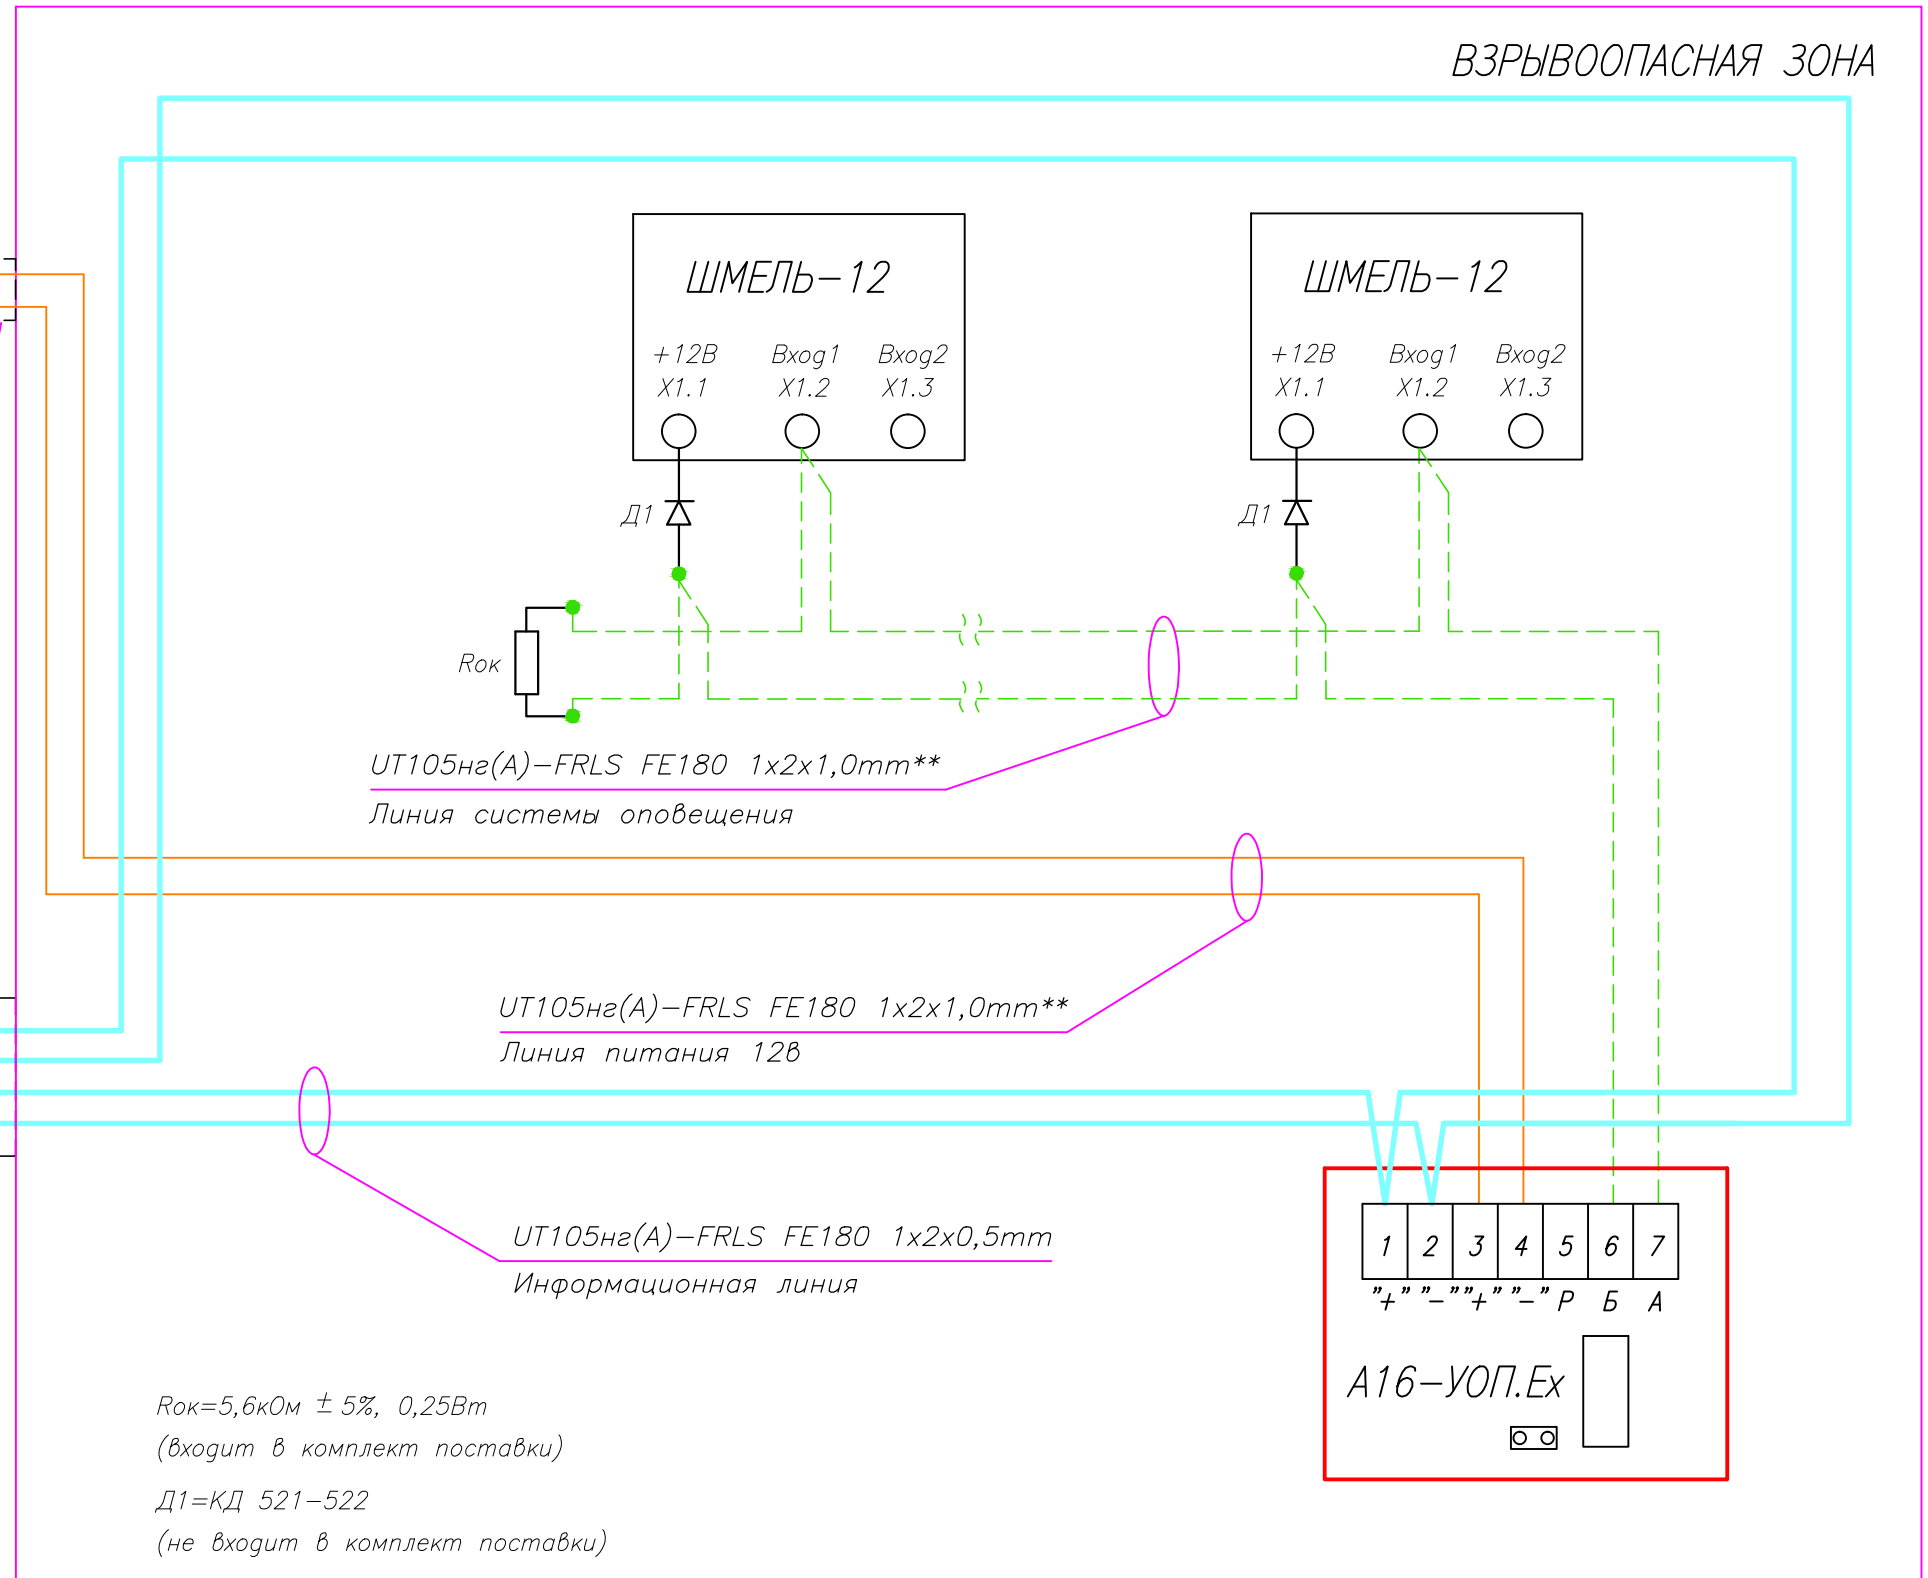 ВЗРЫВООПАСНАЯ ЗОНА
ШМЕЛЬ-12
+12В Вход1 Вход2
X1.1 X1.2 X1.3
Д1
ШМЕЛЬ-12
+12В Вход1 Вход2
X1.1 X1.2 X1.3
Д1
Rок
UT105нг(А)-FRLS FE180 1x2x1,0mm**
Линия системы оповещения
UT105нг(А)-FRLS FE180 1x2x1,0mm**
Линия питания 12в
UT105нг(А)-FRLS FE180 1x2x0,5mm
Информационная линия
1 2 3 4 5 6 7
"+" "-" "+" "-" Р Б А
А16-УОП.Ex
Rок=5,6кОм ± 5%, 0,25Вт
(входит в комплект поставки)
Д1=КД 521-522
(не входит в комплект поставки)